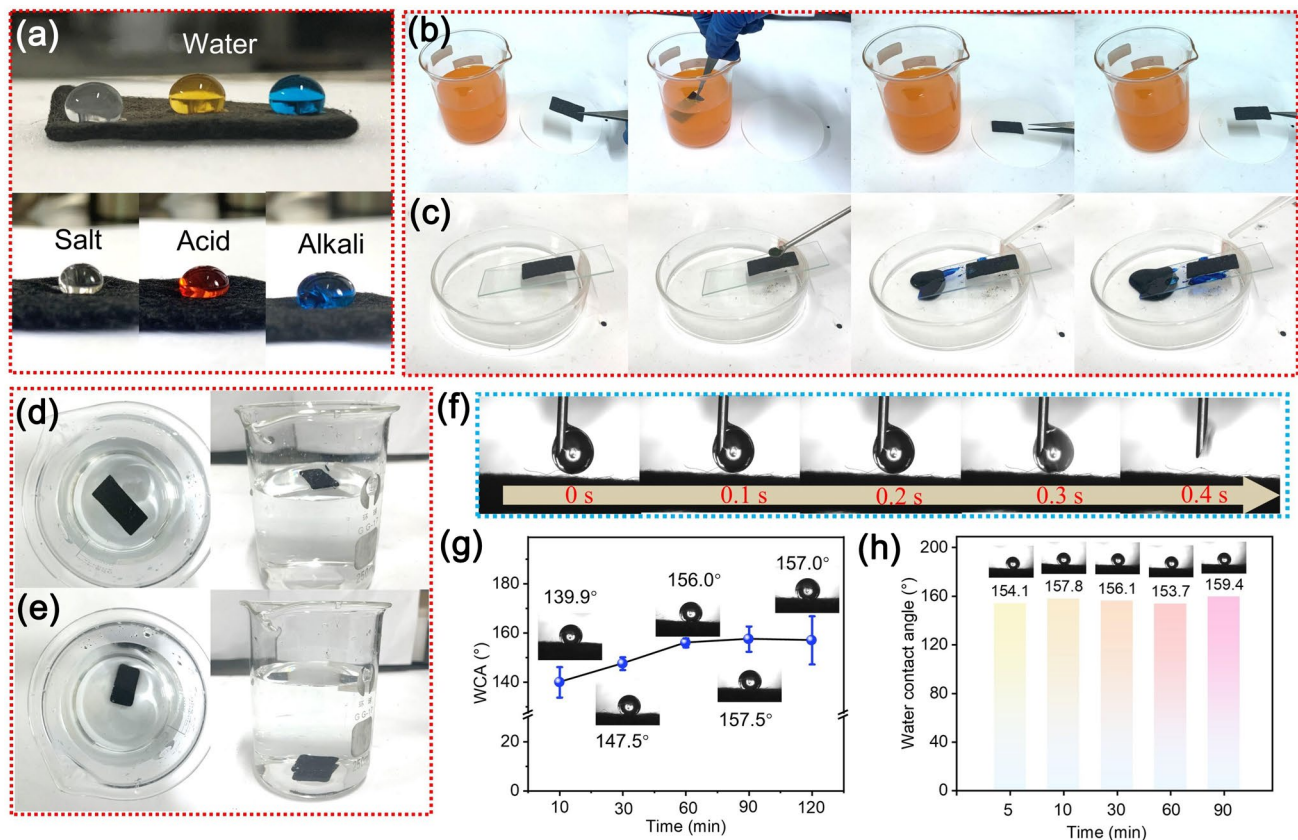 (a)
Water
Salt
Acid
Alkali
(b)
(c)
(d)
(e)
(f)
0 s
0.1 s
0.2 s
0.3 s
0.4 s
(g)
WCA (°)
180
160
140
20
0
139.9°
147.5°
156.0°
157.5°
157.0°
10
30
60
90
120
Time (min)
(h)
Water contact angle (°)
200
160
120
80
40
0
154.1
157.8
156.1
153.7
159.4
5
10
30
60
90
Time (min)